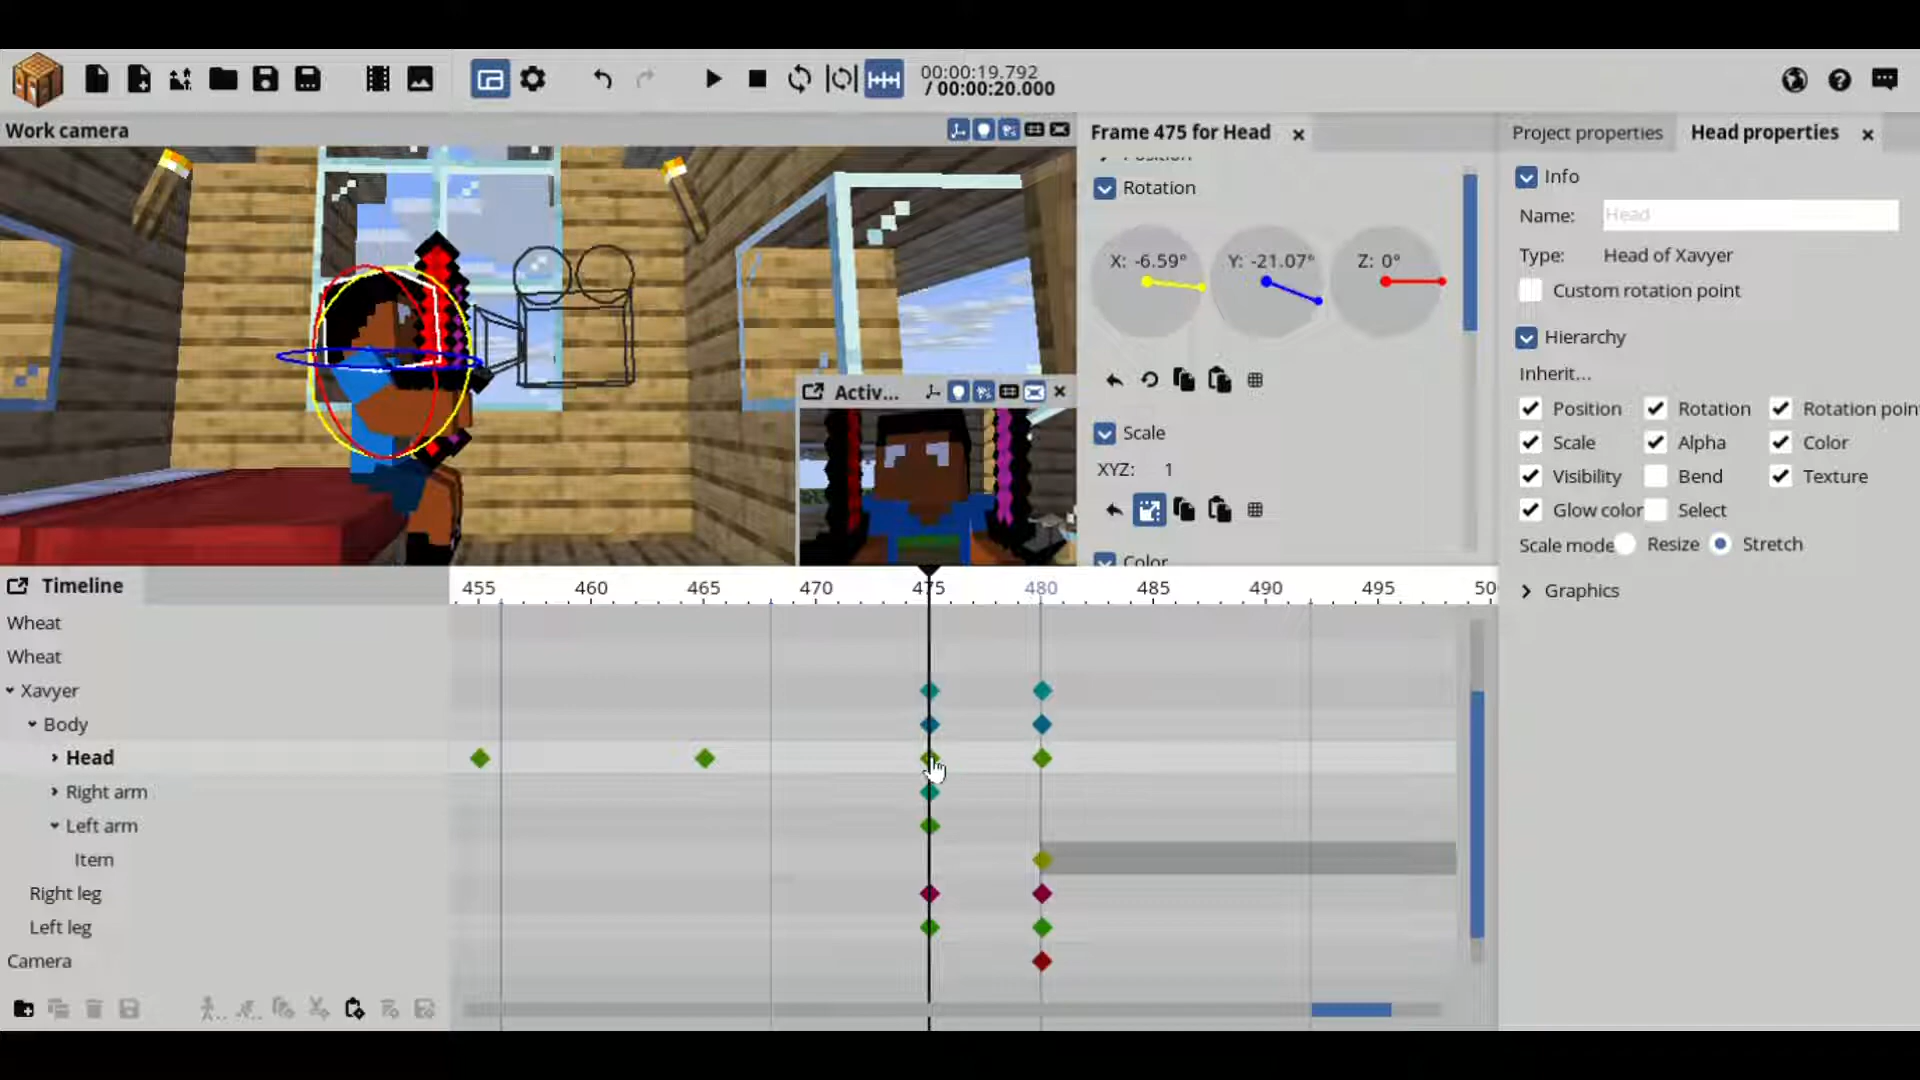 00:00:19.792
/ 00:00:20.000
Work camera
Frame 475 for Head
Project properties
Head properties
Position
Rotation
X: -6.59°
Y: -21.07°
Z: 0°
Scale
XYZ: 1
Color
Info
Name: Head
Type: Head of Xavyer
Custom rotation point
Hierarchy
Inherit...
Position Rotation Rotation poin
Scale Alpha Color
Visibility Bend Texture
Glow color Select
Scale mode Resize Stretch
Graphics
Activ...
Timeline
455 460 465 470 475 480 485 490 495 50
Wheat
Wheat
Xavyer
Body
Head
Right arm
Left arm
Item
Right leg
Left leg
Camera